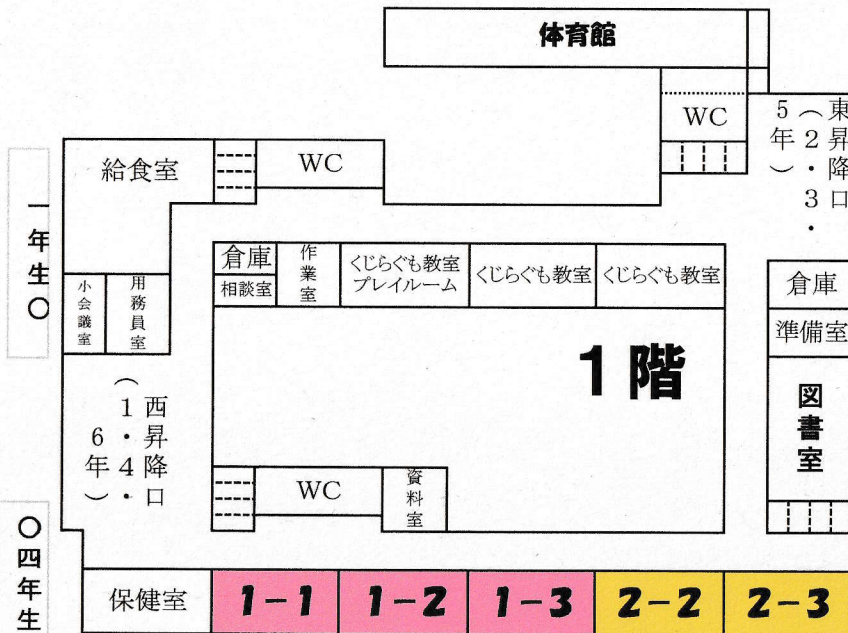 体育館
WC
東昇降口
（2・3・
5年）
給食室
WC
一年生〇
倉庫
相談室
作業室
くじらぐも教室
プレイルーム
くじらぐも教室
くじらぐも教室
倉庫
準備室
小会議室
用務員室
1階
図書室
西昇降口
（1・4・
6年）
WC
資料室
〇四年生
保健室
1-1
1-2
1-3
2-2
2-3